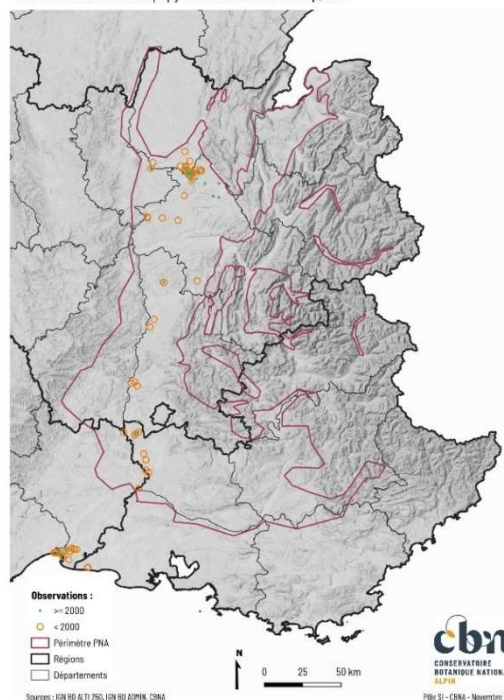 Observations :
>= 2000
< 2000
Périmètre PNA
Régions
Départements
N
0 25 50 km
cbn
CONSERVATOIRE
BOTANIQUE NATION
ALPIN
Sources : IGN BD ALTI 250, IGN BD ADMIN, CBNA
Pôle SI - CBNA - Novembre